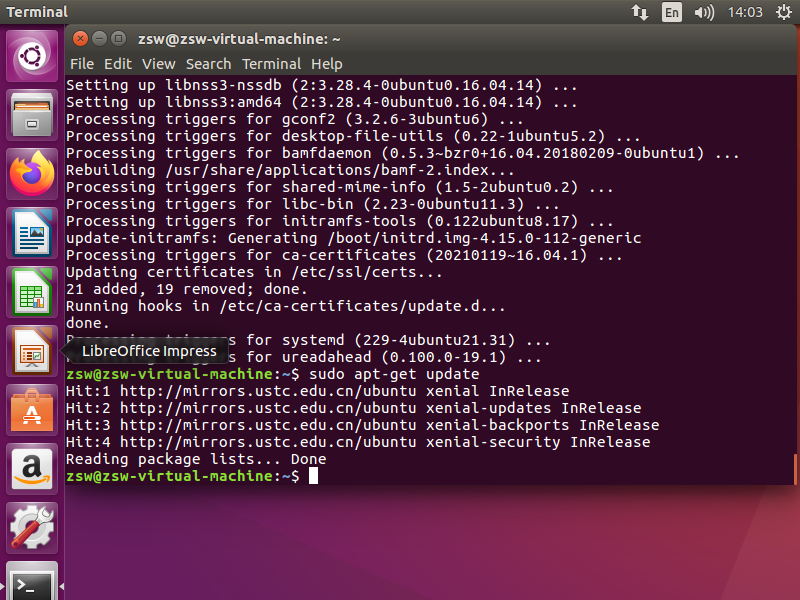 Terminal
En
14:03
zsw@zsw-virtual-machine: ~
File Edit View Search Terminal Help
Setting up libnss3-nssdb (2:3.28.4-0ubuntu0.16.04.14) ...
Setting up libnss3:amd64 (2:3.28.4-0ubuntu0.16.04.14) ...
Processing triggers for gconf2 (3.2.6-3ubuntu6) ...
Processing triggers for desktop-file-utils (0.22-1ubuntu5.2) ...
Processing triggers for bamfdaemon (0.5.3~bzr0+16.04.20180209-0ubuntu1) ...
Rebuilding /usr/share/applications/bamf-2.index...
Processing triggers for shared-mime-info (1.5-2ubuntu0.2) ...
Processing triggers for libc-bin (2.23-0ubuntu11.3) ...
Processing triggers for initramfs-tools (0.122ubuntu8.17) ...
update-initramfs: Generating /boot/initrd.img-4.15.0-112-generic
Processing triggers for ca-certificates (20210119~16.04.1) ...
Updating certificates in /etc/ssl/certs...
21 added, 19 removed; done.
Running hooks in /etc/ca-certificates/update.d...
done.
Processing triggers for systemd (229-4ubuntu21.31) ...
LibreOffice Impress
Processing triggers for ureadahead (0.100.0-19.1) ...
zsw@zsw-virtual-machine:~$ sudo apt-get update
Hit:1 http://mirrors.ustc.edu.cn/ubuntu xenial InRelease
Hit:2 http://mirrors.ustc.edu.cn/ubuntu xenial-updates InRelease
Hit:3 http://mirrors.ustc.edu.cn/ubuntu xenial-backports InRelease
Hit:4 http://mirrors.ustc.edu.cn/ubuntu xenial-security InRelease
Reading package lists... Done
zsw@zsw-virtual-machine:~$